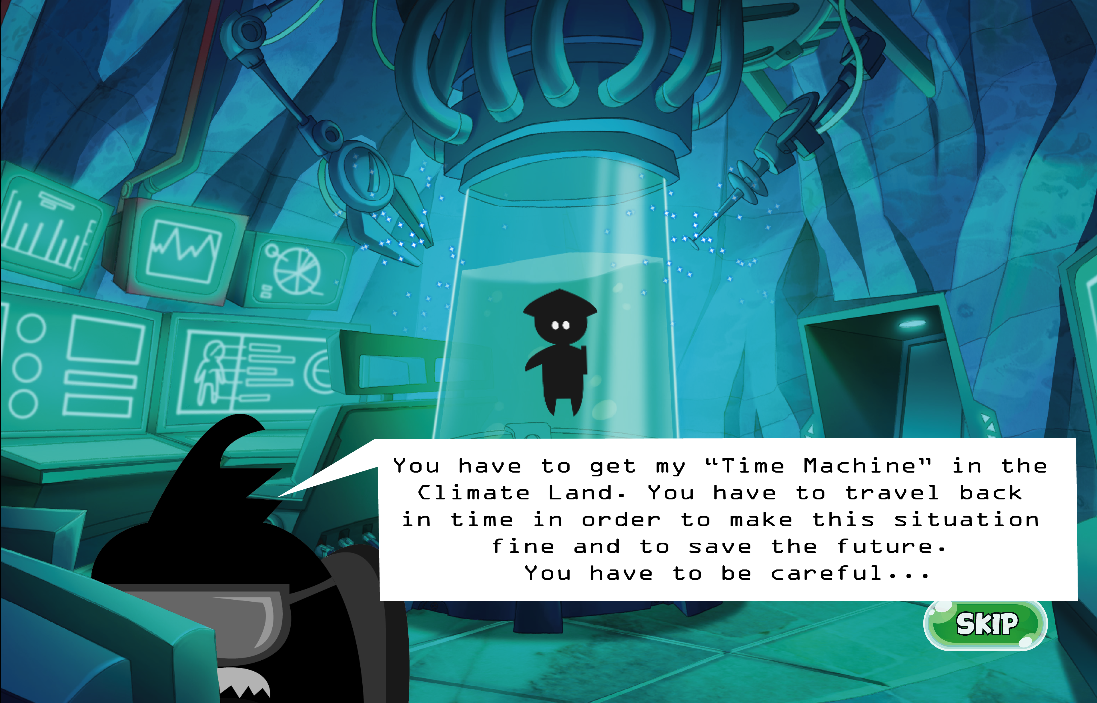 You have to get my “Time Machine” in the
Climate Land. You have to travel back
in time in order to make this situation
fine and to save the future.
You have to be careful...
SKIP